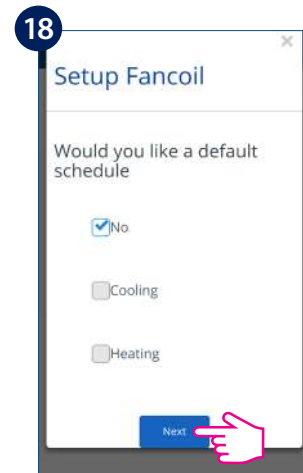 18
×
Setup Fancoil
Would you like a default
schedule
No
Cooling
Heating
Next